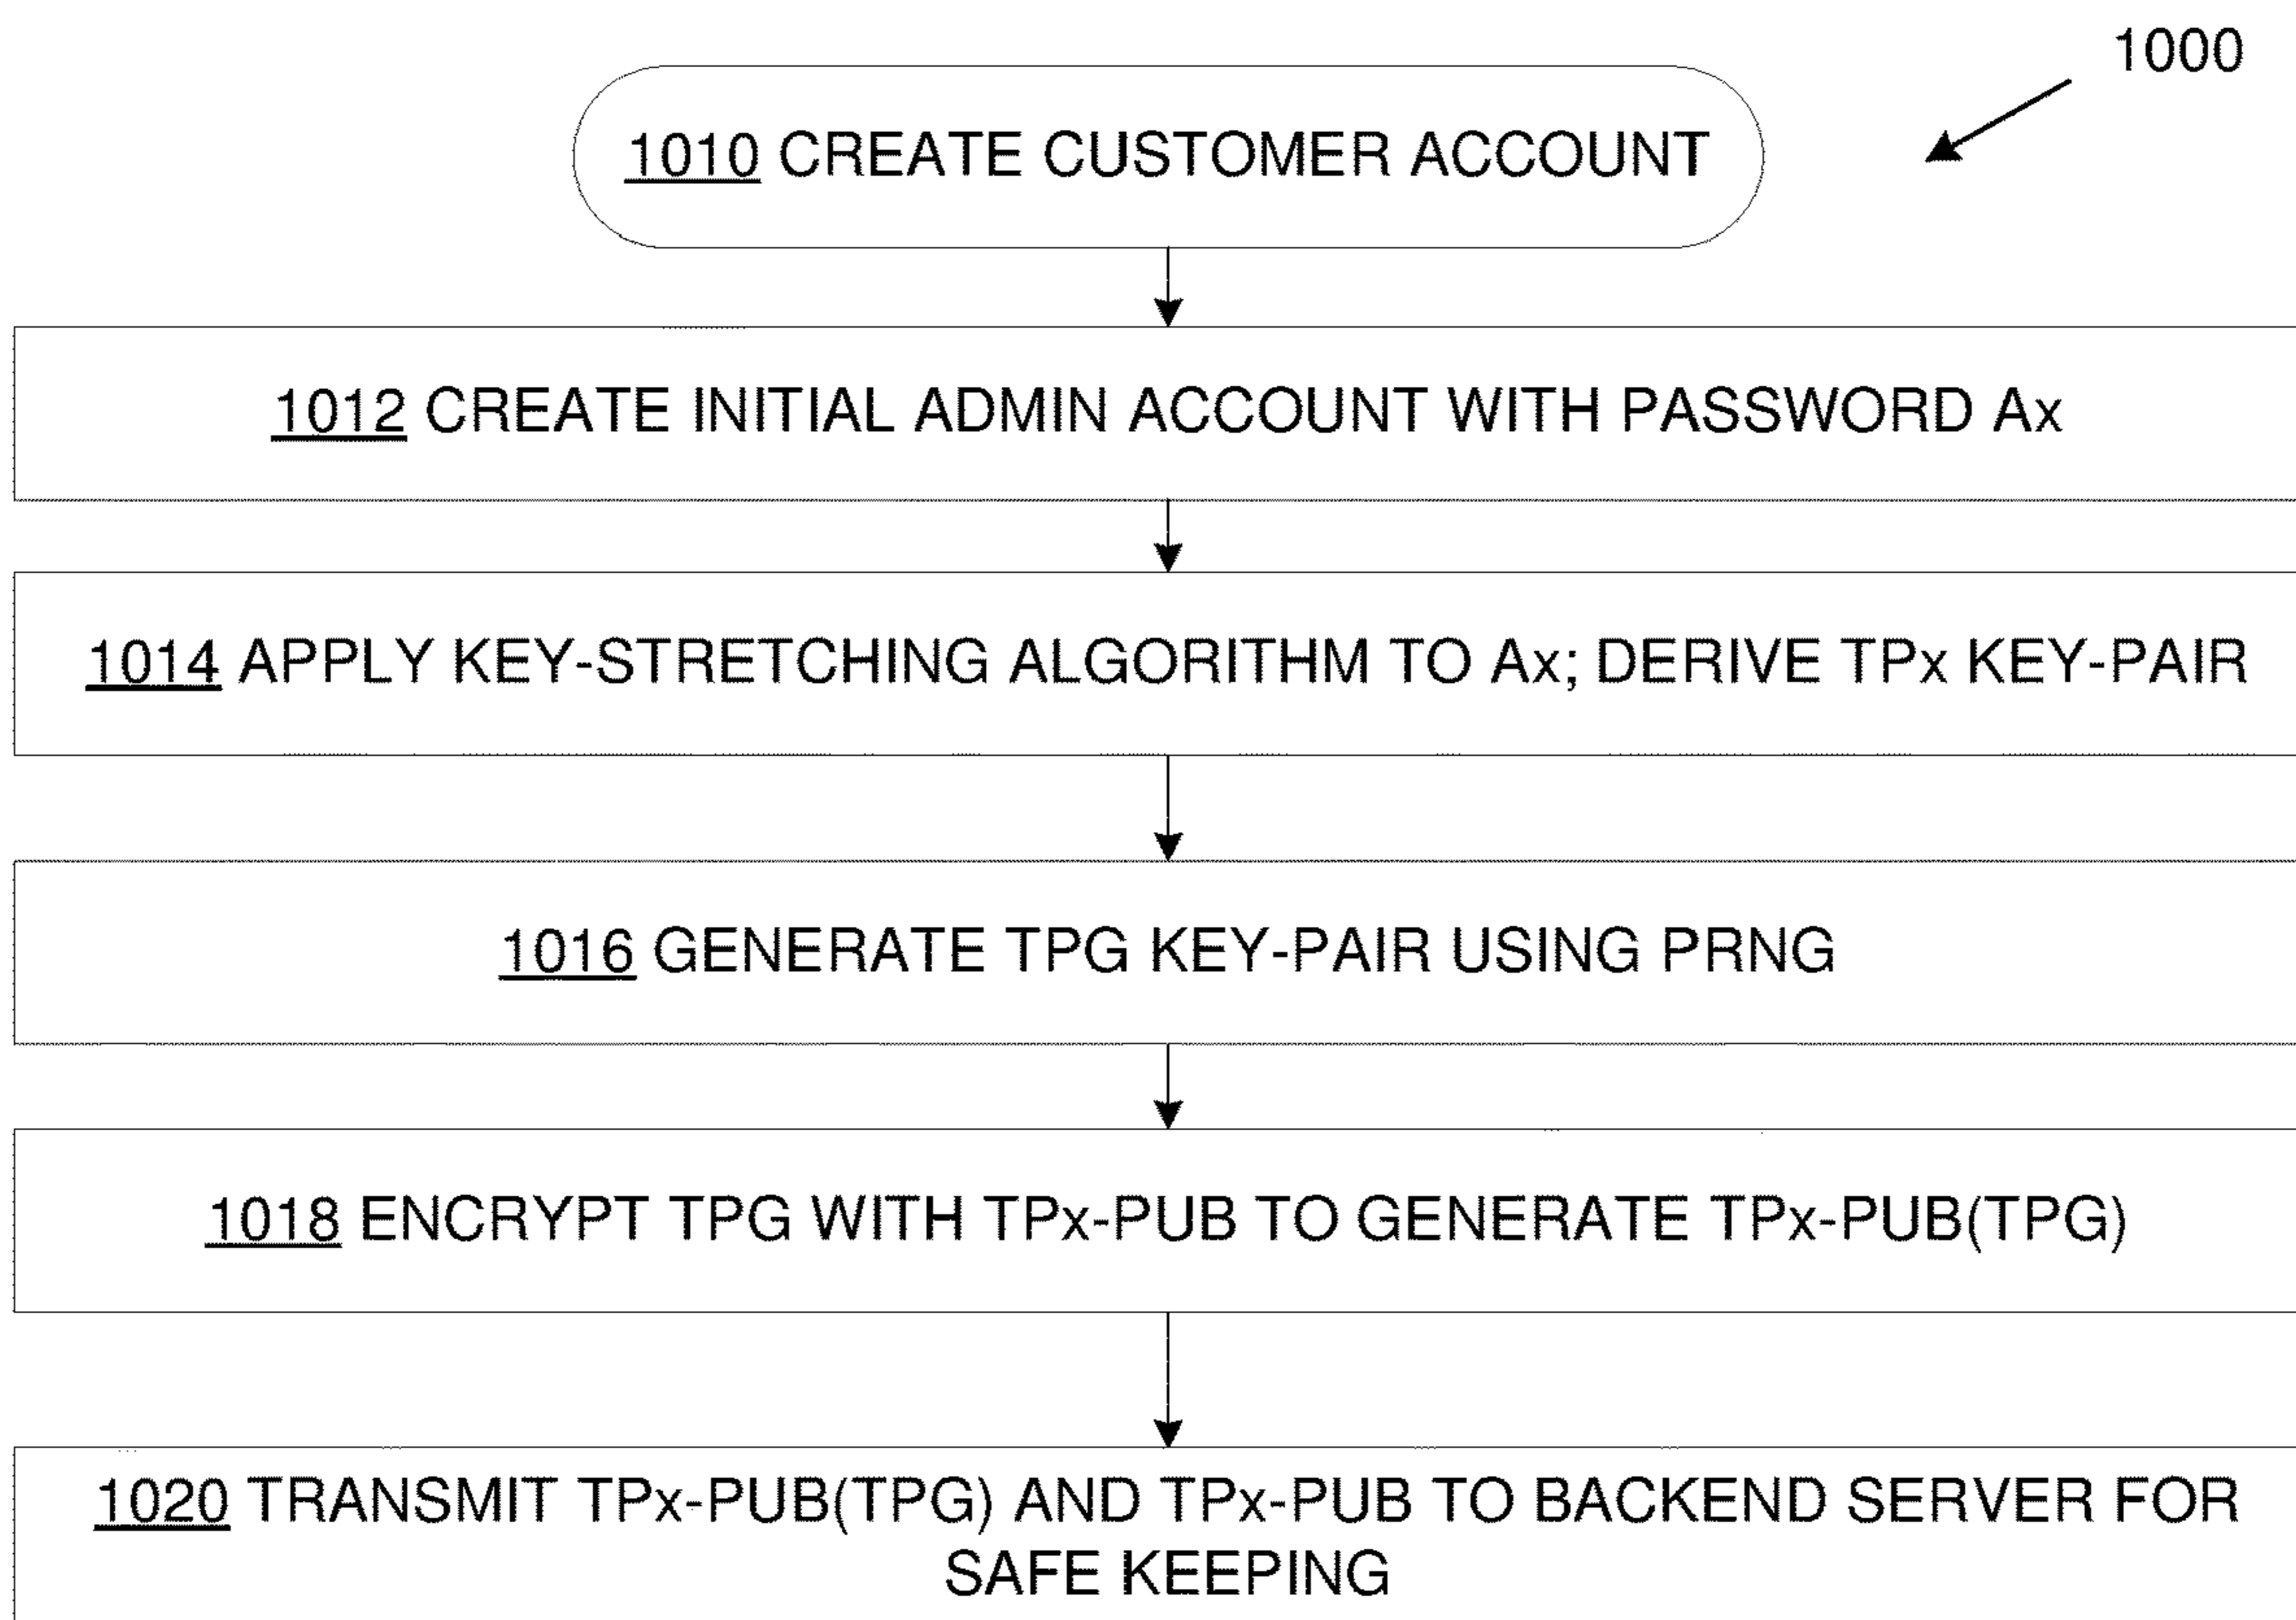 1000
1010 CREATE CUSTOMER ACCOUNT
1012 CREATE INITIAL ADMIN ACCOUNT WITH PASSWORD Ax
1014 APPLY KEY-STRETCHING ALGORITHM TO Ax; DERIVE TPx KEY-PAIR
1016 GENERATE TPG KEY-PAIR USING PRNG
1018 ENCRYPT TPG WITH TPx-PUB TO GENERATE TPx-PUB(TPG)
1020 TRANSMIT TPx-PUB(TPG) AND TPx-PUB TO BACKEND SERVER FOR
SAFE KEEPING